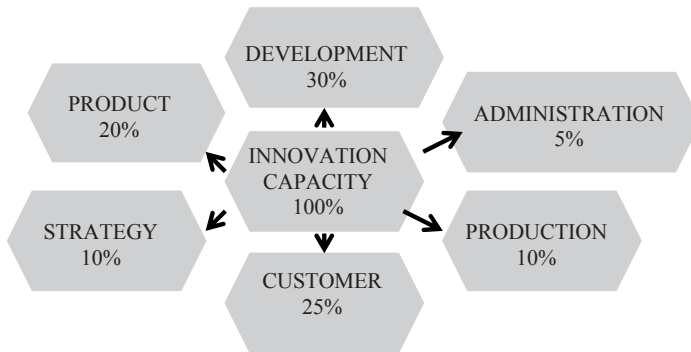 DEVELOPMENT
30%
PRODUCT
20%
ADMINISTRATION
5%
INNOVATION
CAPACITY
100%
STRATEGY
10%
PRODUCTION
10%
CUSTOMER
25%